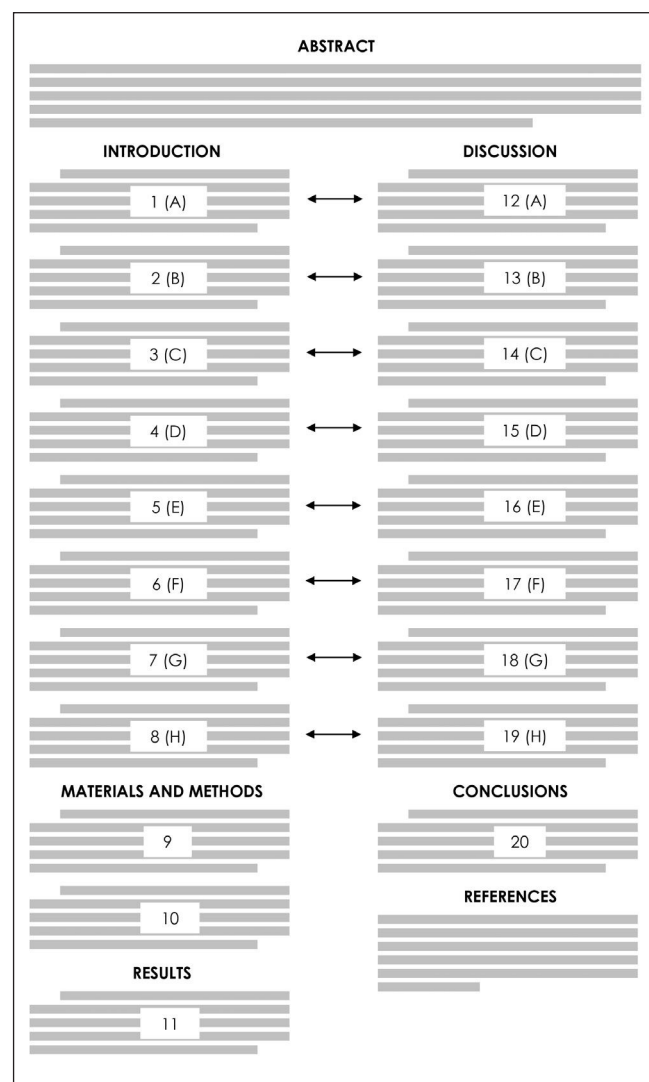 ABSTRACT
INTRODUCTION
1 (A)
2 (B)
3 (C)
4 (D)
5 (E)
6 (F)
7 (G)
8 (H)
MATERIALS AND METHODS
9
10
RESULTS
11
DISCUSSION
12 (A)
13 (B)
14 (C)
15 (D)
16 (E)
17 (F)
18 (G)
19 (H)
CONCLUSIONS
20
REFERENCES